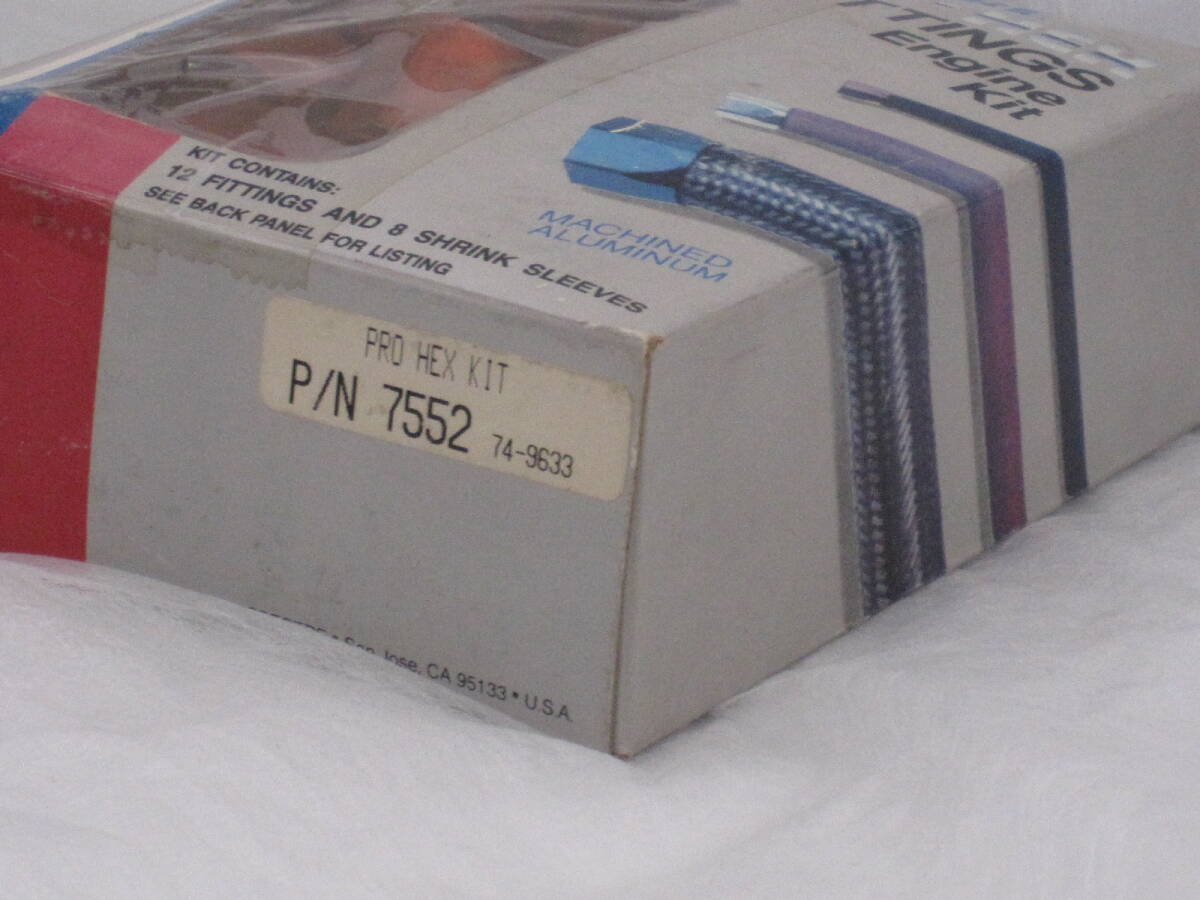 Engine
Kit
KIT CONTAINS:
12 FITTINGS AND 8 SHRINK SLEEVES
SEE BACK PANEL FOR LISTING
MACHINED
ALUMINUM
PRO HEX KIT
P/N 7552 74-9633
San Jose, CA 95133 • U.S.A.